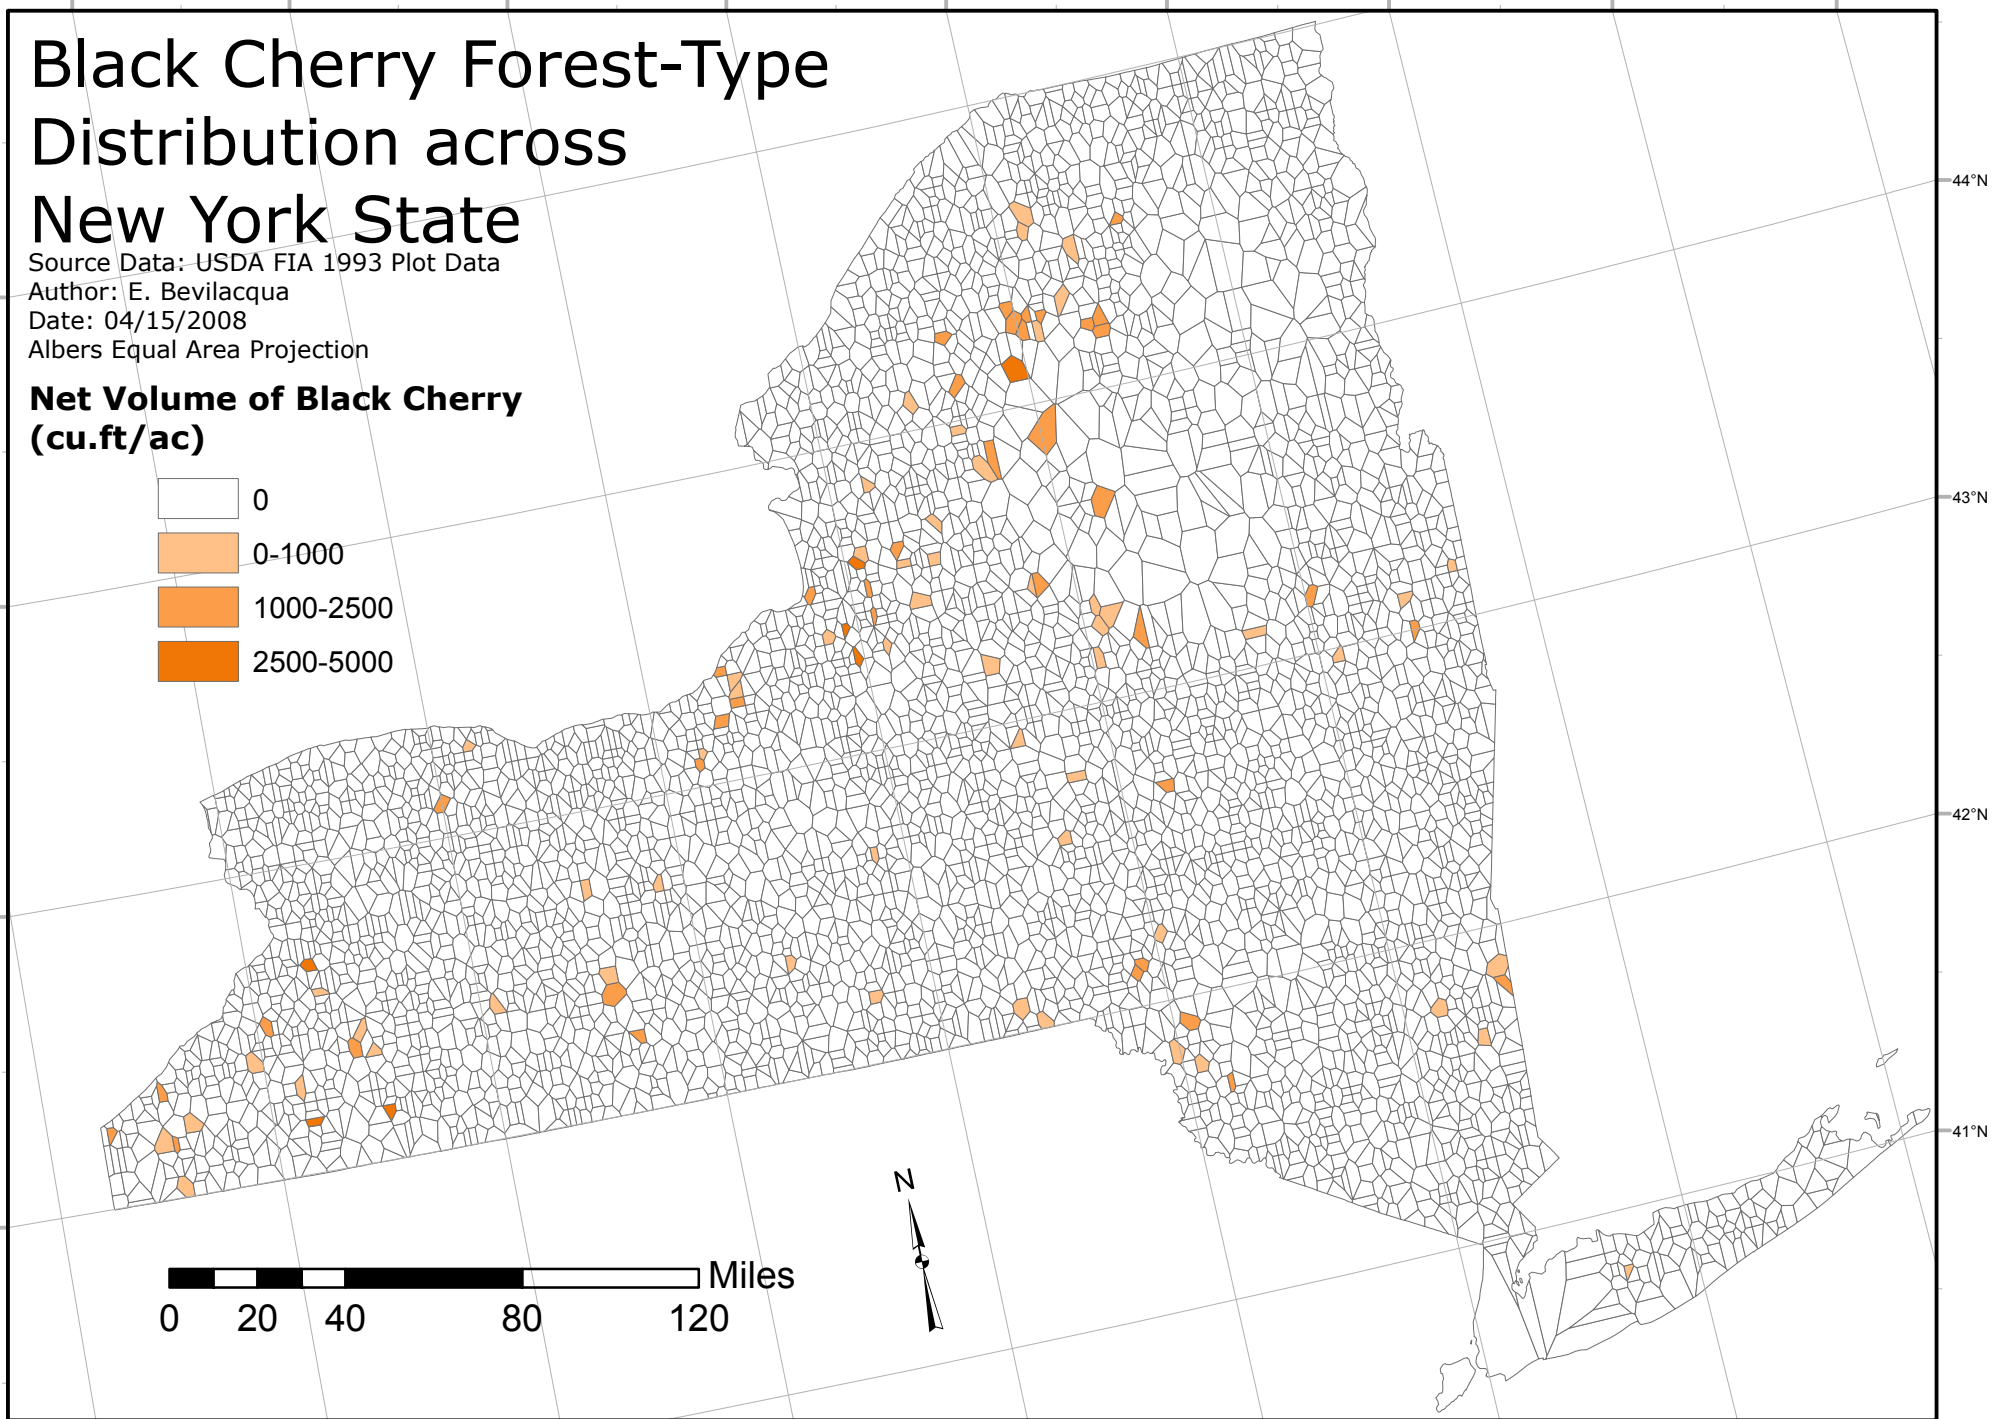 Black Cherry Forest-Type
Distribution across
New York State
Source Data: USDA FIA 1993 Plot Data
Author: E. Bevilacqua
Date: 04/15/2008
Albers Equal Area Projection
Net Volume of Black Cherry
(cu.ft/ac)
0
0-1000
1000-2500
2500-5000
44°N
43°N
42°N
41°N
N
Miles
0 20 40 80 120